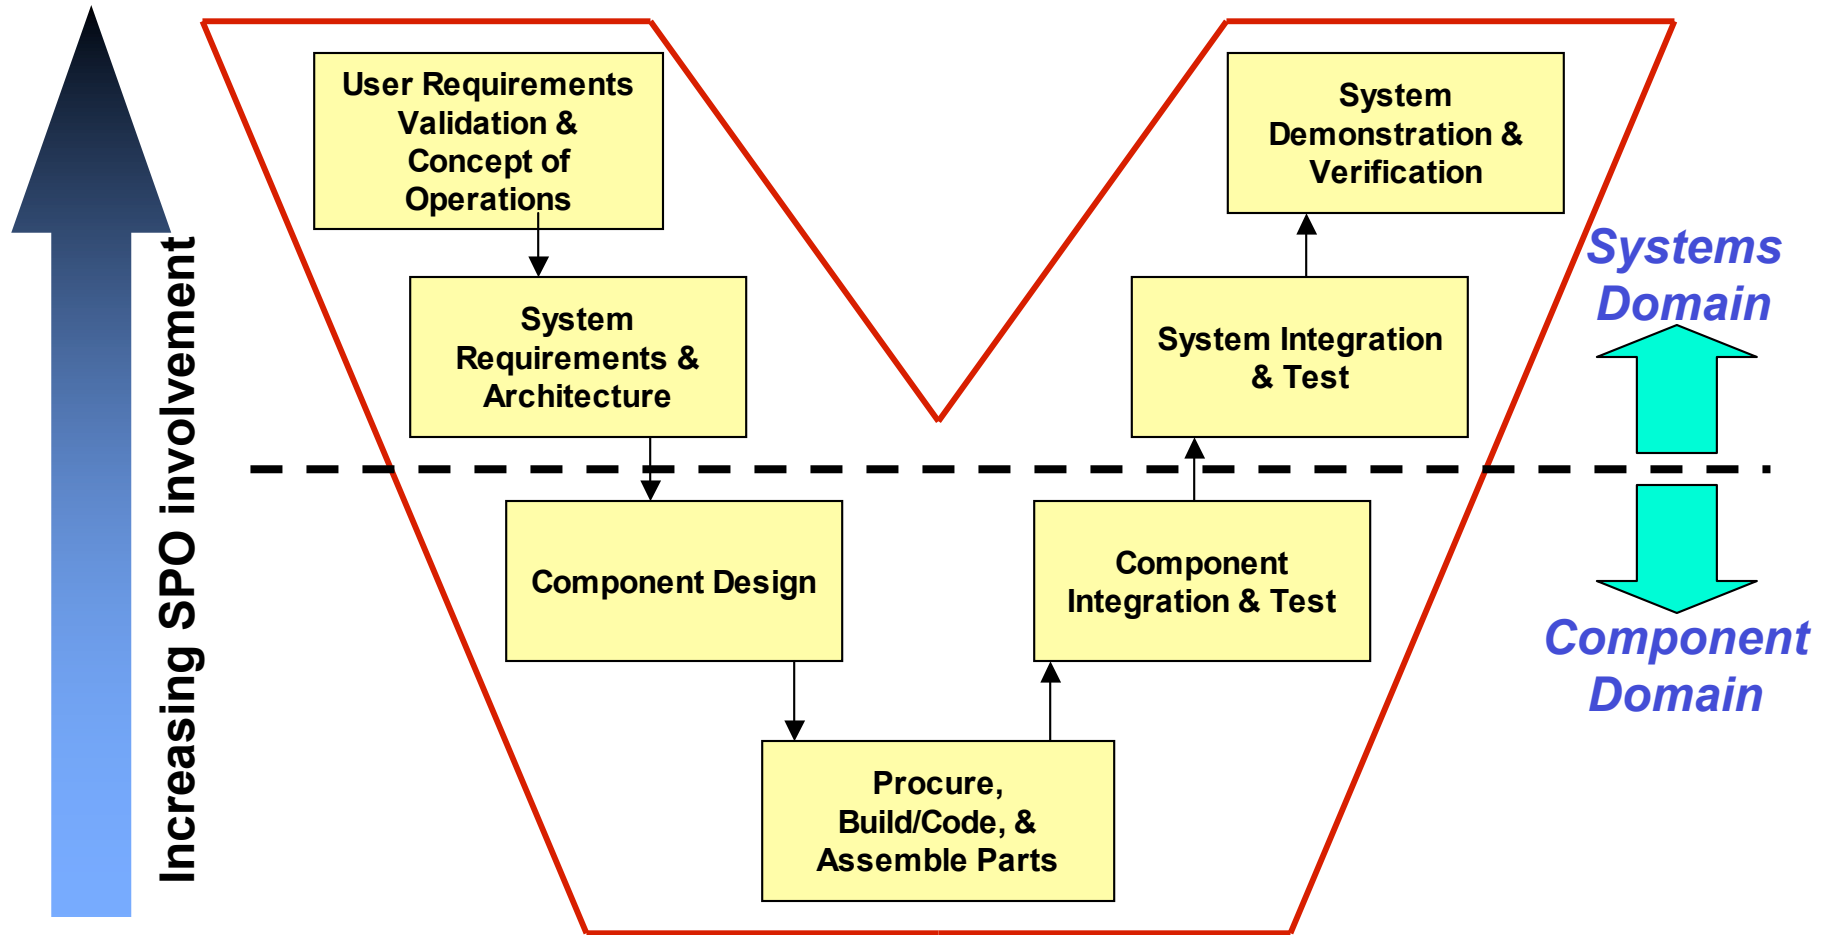 Increasing SPO involvement
User Requirements
Validation &
Concept of
Operations
System
Requirements &
Architecture
Component Design
Procure,
Build/Code, &
Assemble Parts
Component
Integration & Test
System Integration
& Test
System
Demonstration &
Verification
Systems
Domain
Component
Domain